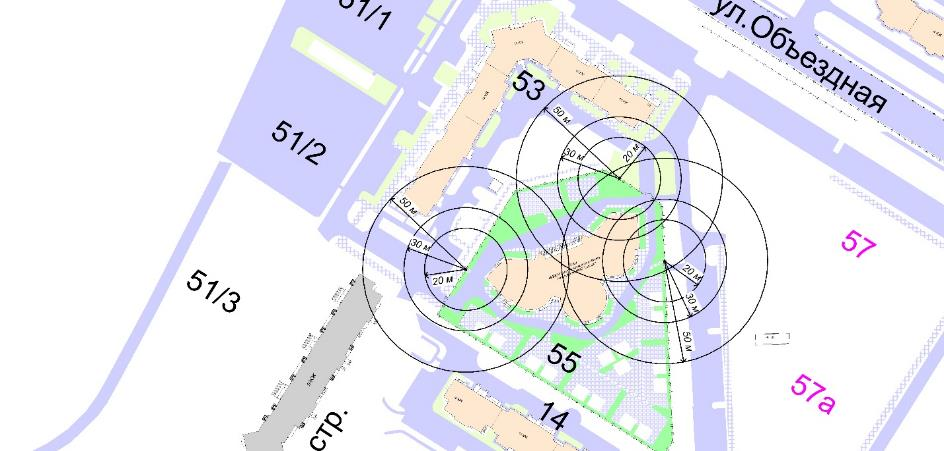 51/1
ул.Объездная
53
51/2
50 м
30 м
20 м
50 м
30 м
20 м
57
20 м
30 м
50 м
51/3
55
57а
14
стр.